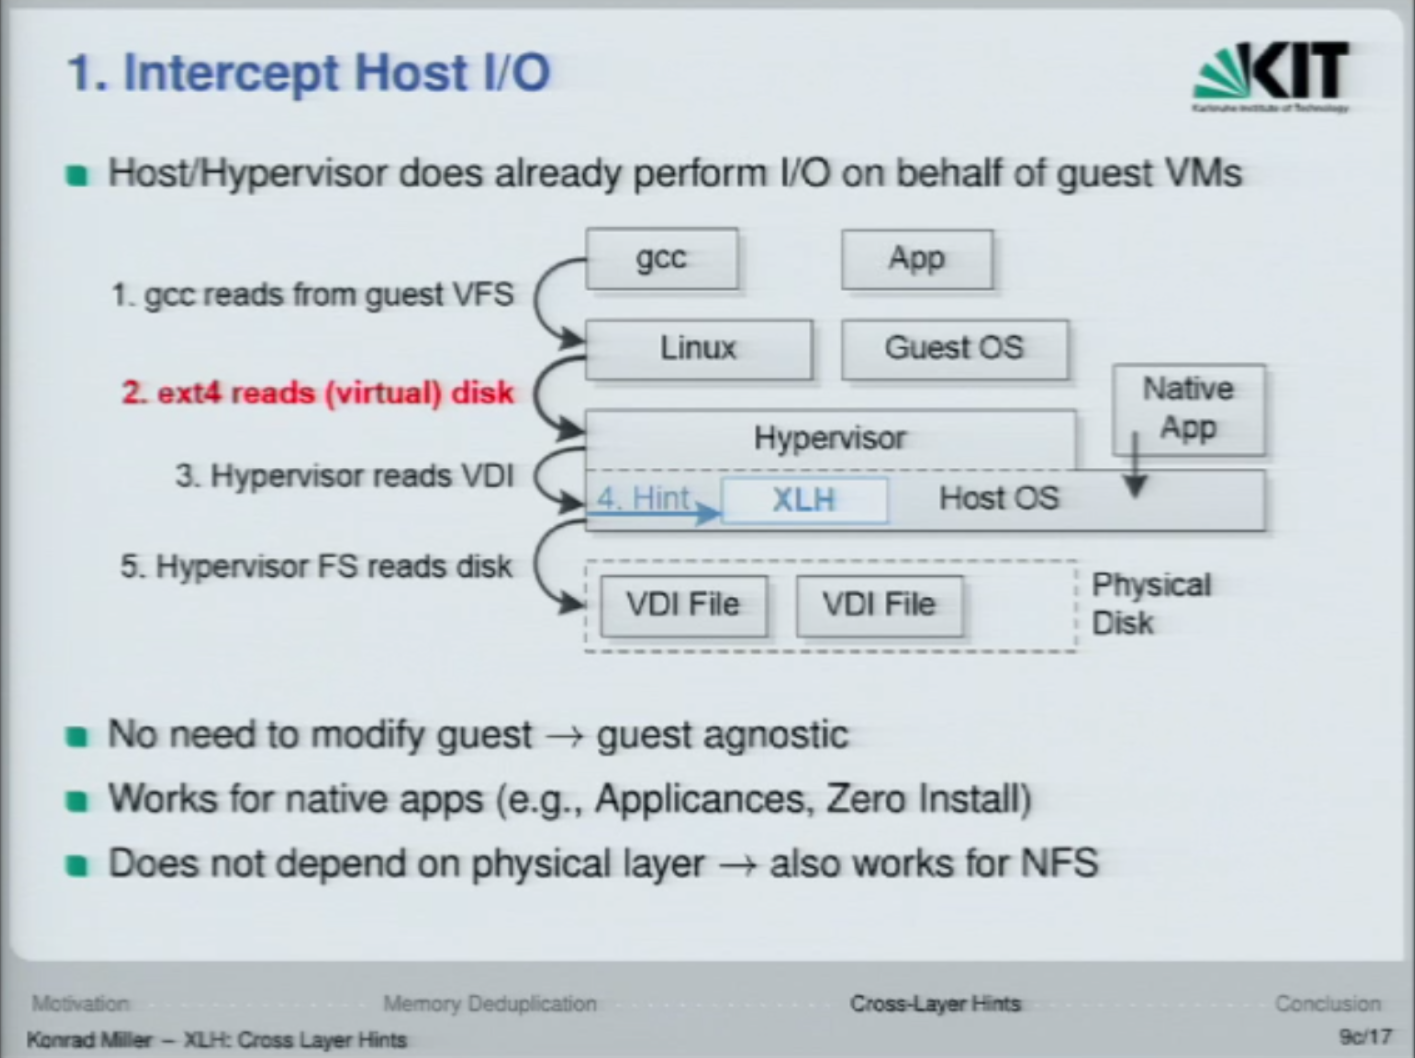 1. Intercept Host I/O
KIT
Karlsruhe Institute of Technology
Host/Hypervisor does already perform I/O on behalf of guest VMs
gcc
App
1. gcc reads from guest VFS
Linux
Guest OS
2. ext4 reads (virtual) disk
Native
App
Hypervisor
3. Hypervisor reads VDI
4. Hint
XLH
Host OS
5. Hypervisor FS reads disk
VDI File
VDI File
Physical
Disk
No need to modify guest → guest agnostic
Works for native apps (e.g., Applicances, Zero Install)
Does not depend on physical layer → also works for NFS
Motivation
Memory Deduplication
Cross-Layer Hints
Conclusion
Konrad Miller – XLH: Cross Layer Hints
9c/17